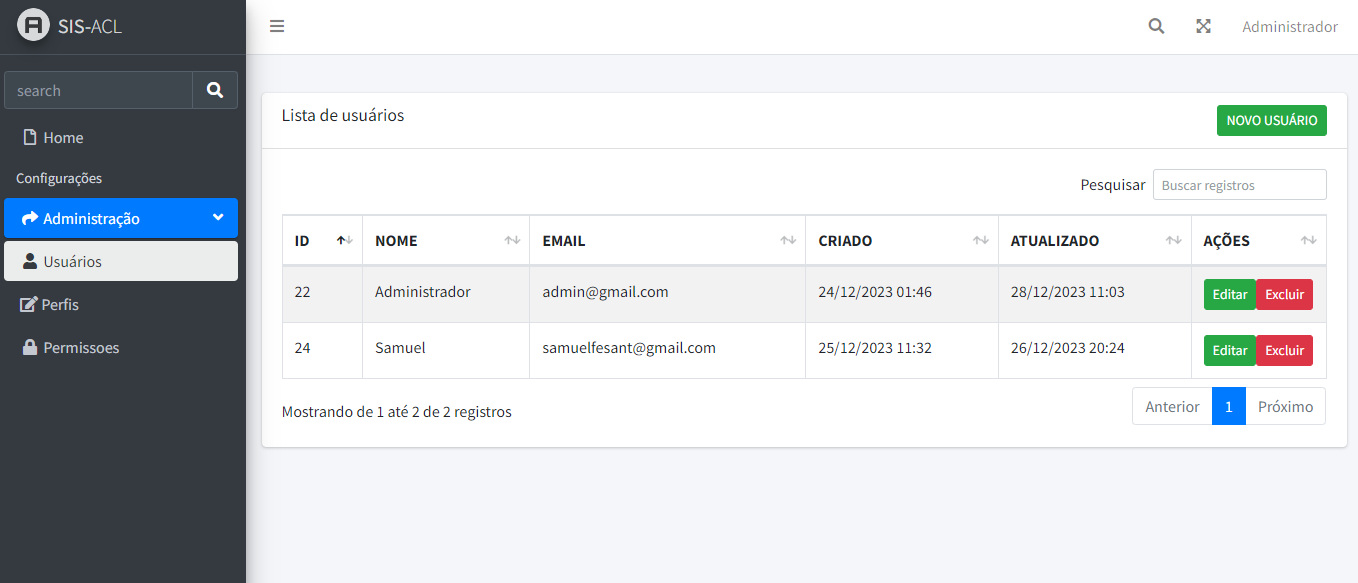 SIS-ACL
Administrador
search
Home
Configurações
Administração
Usuários
Perfis
Permissoes
Lista de usuários
NOVO USUÁRIO
Pesquisar Buscar registros
ID NOME EMAIL CRIADO ATUALIZADO AÇÕES
22 Administrador admin@gmail.com 24/12/2023 01:46 28/12/2023 11:03 Editar Excluir
24 Samuel samuelfesant@gmail.com 25/12/2023 11:32 26/12/2023 20:24 Editar Excluir
Mostrando de 1 até 2 de 2 registros
Anterior 1 Próximo